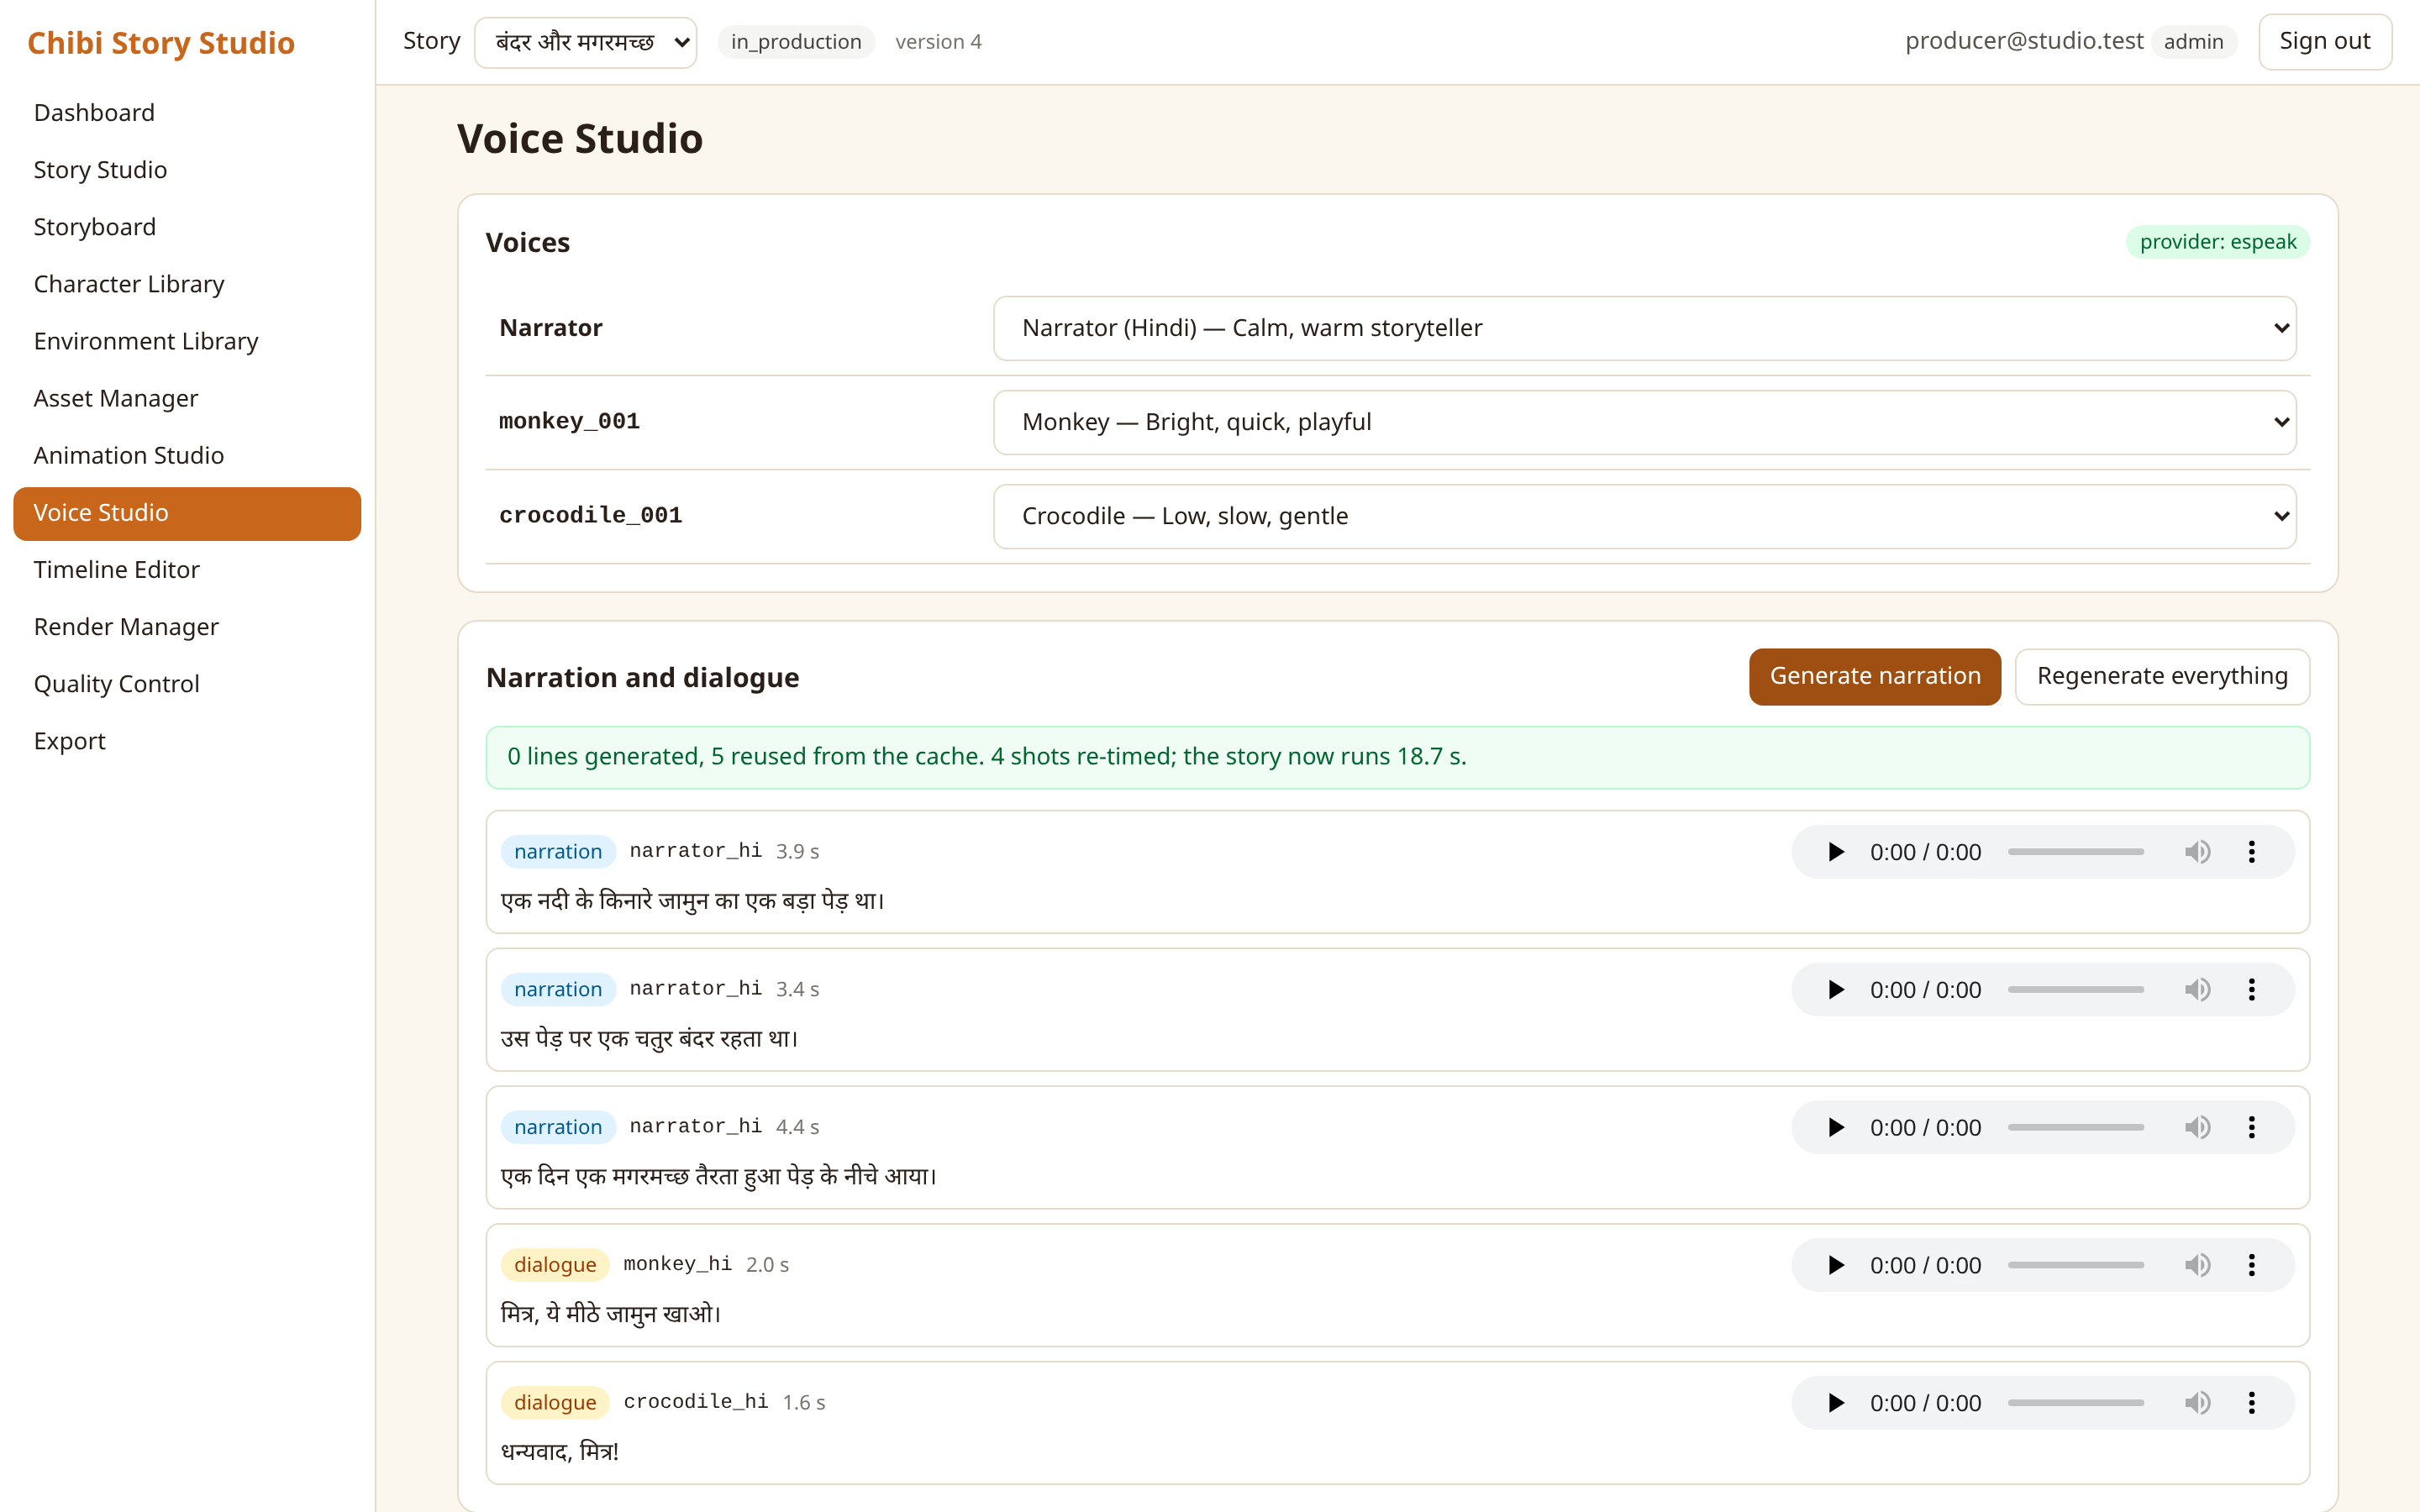 Chibi Story Studio
Dashboard
Story Studio
Storyboard
Character Library
Environment Library
Asset Manager
Animation Studio
Voice Studio
Timeline Editor
Render Manager
Quality Control
Export
Story बंदर और मगरमच्छ in_production version 4 producer@studio.test admin Sign out
Voice Studio
Voices provider: espeak
Narrator Narrator (Hindi) — Calm, warm storyteller
monkey_001 Monkey — Bright, quick, playful
crocodile_001 Crocodile — Low, slow, gentle
Narration and dialogue Generate narration Regenerate everything
0 lines generated, 5 reused from the cache. 4 shots re-timed; the story now runs 18.7 s.
narration narrator_hi 3.9 s 0:00 / 0:00
एक नदी के किनारे जामुन का एक बड़ा पेड़ था।
narration narrator_hi 3.4 s 0:00 / 0:00
उस पेड़ पर एक चतुर बंदर रहता था।
narration narrator_hi 4.4 s 0:00 / 0:00
एक दिन एक मगरमच्छ तैरता हुआ पेड़ के नीचे आया।
dialogue monkey_hi 2.0 s 0:00 / 0:00
मित्र, ये मीठे जामुन खाओ।
dialogue crocodile_hi 1.6 s 0:00 / 0:00
धन्यवाद, मित्र!